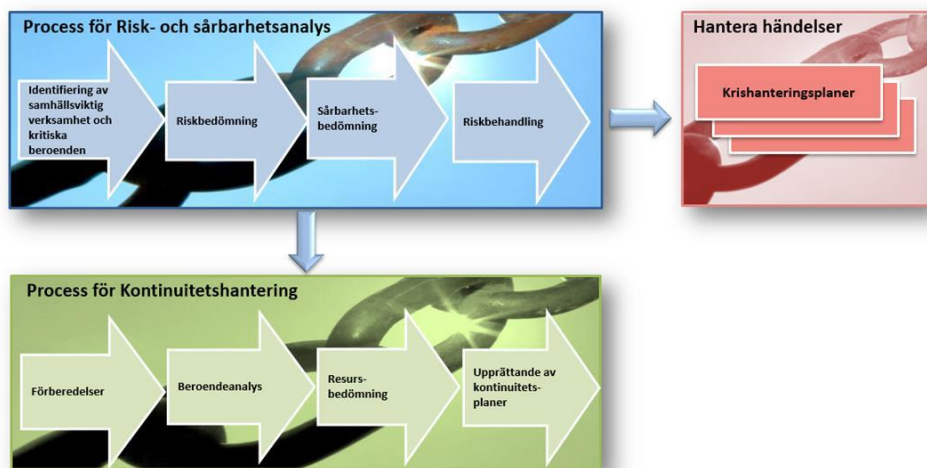 Process för Risk- och sårbarhetsanalys
Identifiering av
samhällsviktig
verksamhet och
kritiska
beroenden
Riskbedömning
Sårbarhets-
bedömning
Riskbehandling
Hantera händelser
Krishanteringsplaner
Process för Kontinuitetshantering
Förberedelser
Beroendeanalys
Resurs-
bedömning
Upprättande av
kontinuitets-
planer